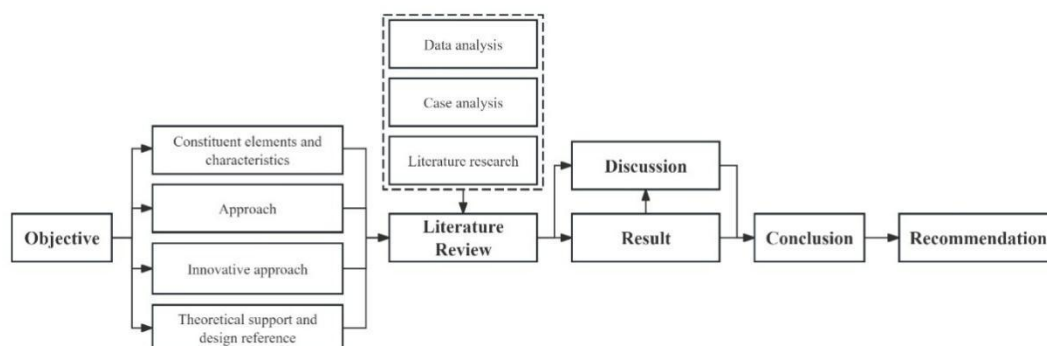 Data analysis
Case analysis
Literature research
Constituent elements and
characteristics
Approach
Innovative approach
Theoretical support and
design reference
Objective
Literature
Review
Discussion
Result
Conclusion
Recommendation